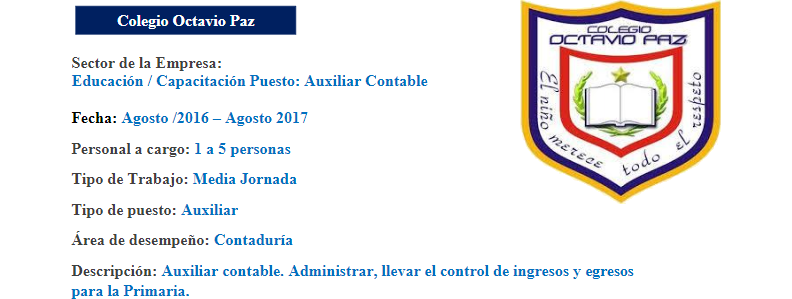 Colegio Octavio Paz
COLEGIO
OCTAVIO PAZ
El niño merece todo el respeto
Sector de la Empresa:
Educación / Capacitación Puesto: Auxiliar Contable
Fecha: Agosto /2016 – Agosto 2017
Personal a cargo: 1 a 5 personas
Tipo de Trabajo: Media Jornada
Tipo de puesto: Auxiliar
Área de desempeño: Contaduría
Descripción: Auxiliar contable. Administrar, llevar el control de ingresos y egresos
para la Primaria.